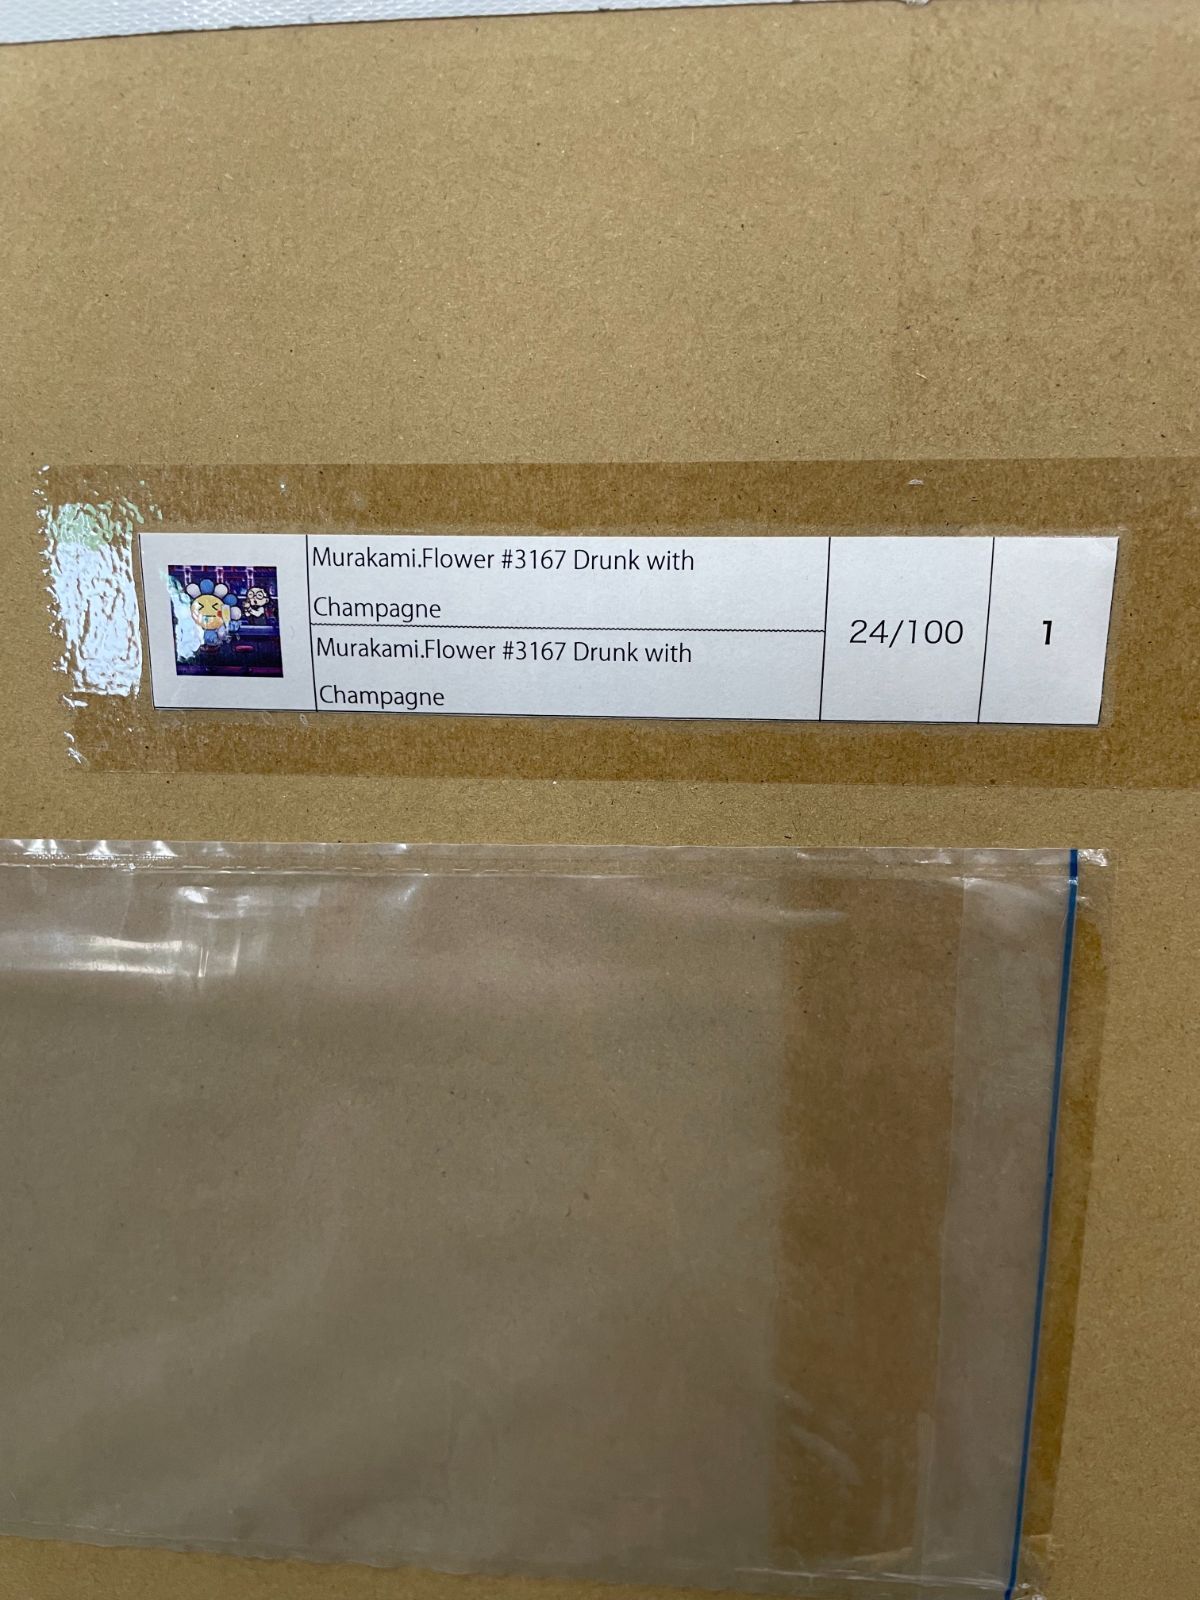 Murakami.Flower #3167 Drunk with
Champagne
Murakami.Flower #3167 Drunk with
Champagne
24/100
1